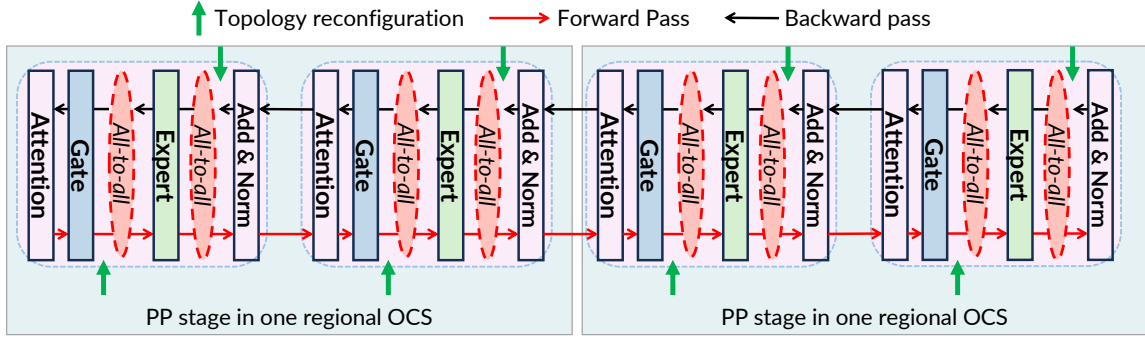 Topology reconfiguration
Forward Pass
Backward pass
Attention
Gate
All-to-all
Expert
All-to-all
Add & Norm
Attention
Gate
All-to-all
Expert
All-to-all
Add & Norm
PP stage in one regional OCS
Attention
Gate
All-to-all
Expert
All-to-all
Add & Norm
Attention
Gate
All-to-all
Expert
All-to-all
Add & Norm
PP stage in one regional OCS